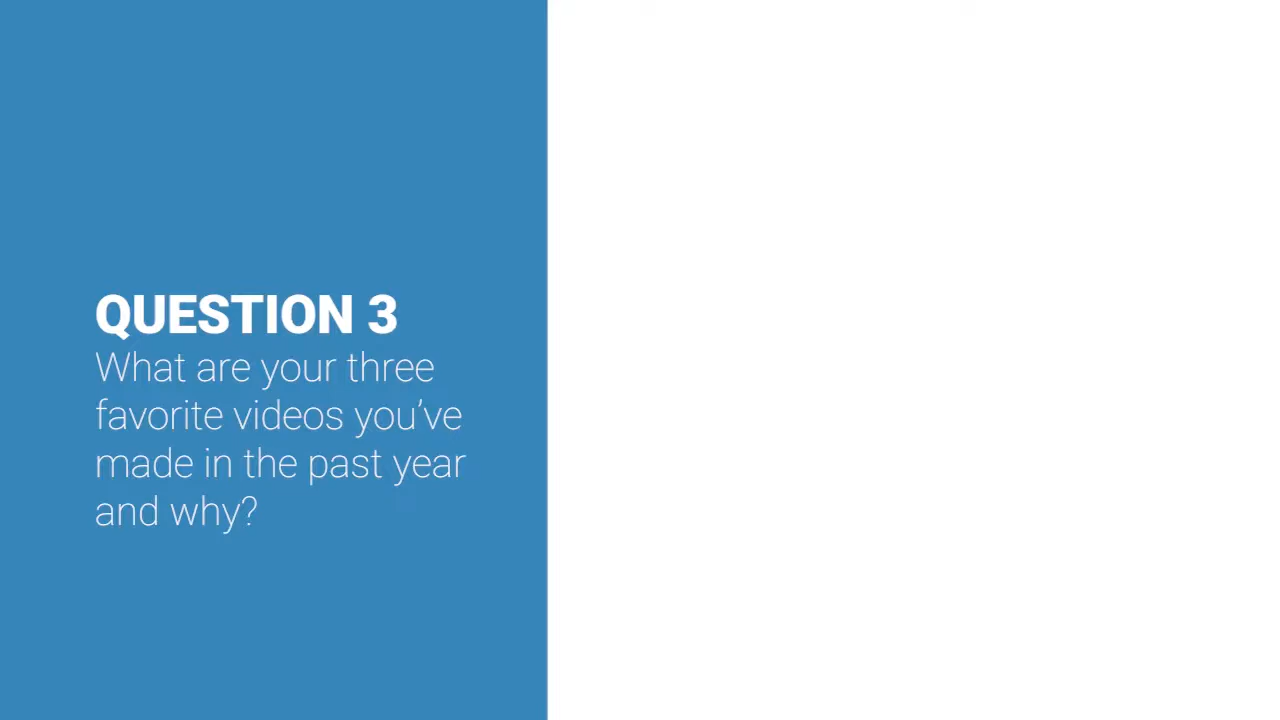 QUESTION 3
What are your three
favorite videos you’ve
made in the past year
and why?